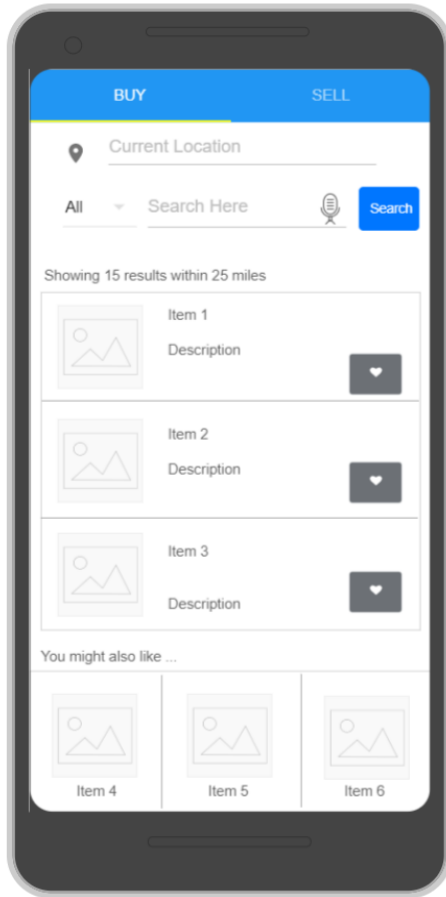 BUY SELL
Current Location
All Search Here Search
Showing 15 results within 25 miles
Item 1
Description
Item 2
Description
Item 3
Description
You might also like ...
Item 4 Item 5 Item 6